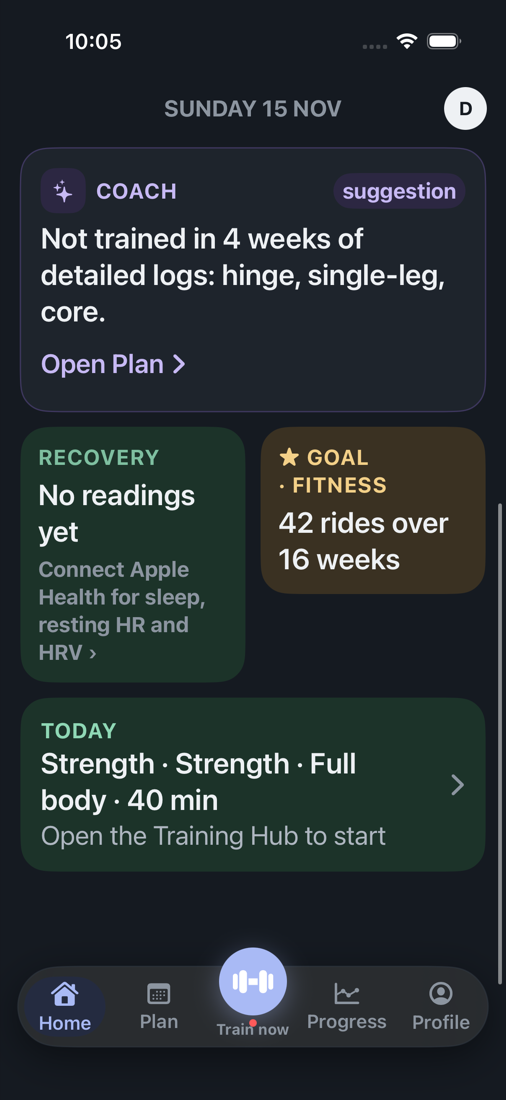 10:05
SUNDAY 15 NOV
D
COACH
suggestion
Not trained in 4 weeks of
detailed logs: hinge, single-leg,
core.
Open Plan >
RECOVERY
No readings
yet
Connect Apple
Health for sleep,
resting HR and
HRV ›
★ GOAL
· FITNESS
42 rides over
16 weeks
TODAY
Strength · Strength · Full
body · 40 min
Open the Training Hub to start
Home
Plan
Train now
Progress
Profile